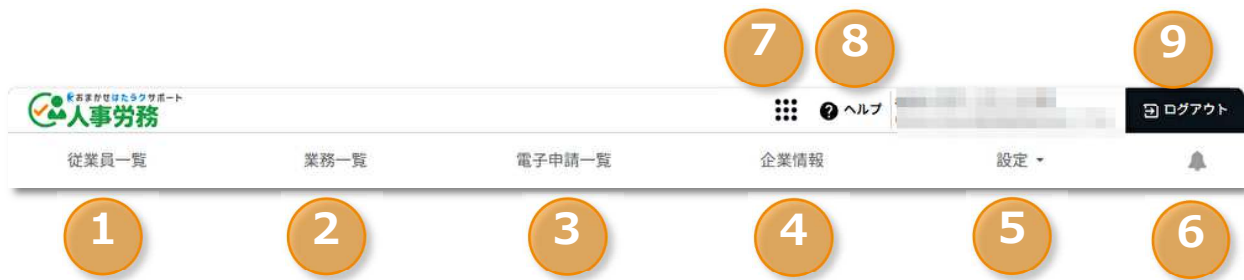 7 8 9
おまかせはたラクサポート
人事労務
ヘルプ
ログアウト
従業員一覧 業務一覧 電子申請一覧 企業情報 設定
1 2 3 4 5 6